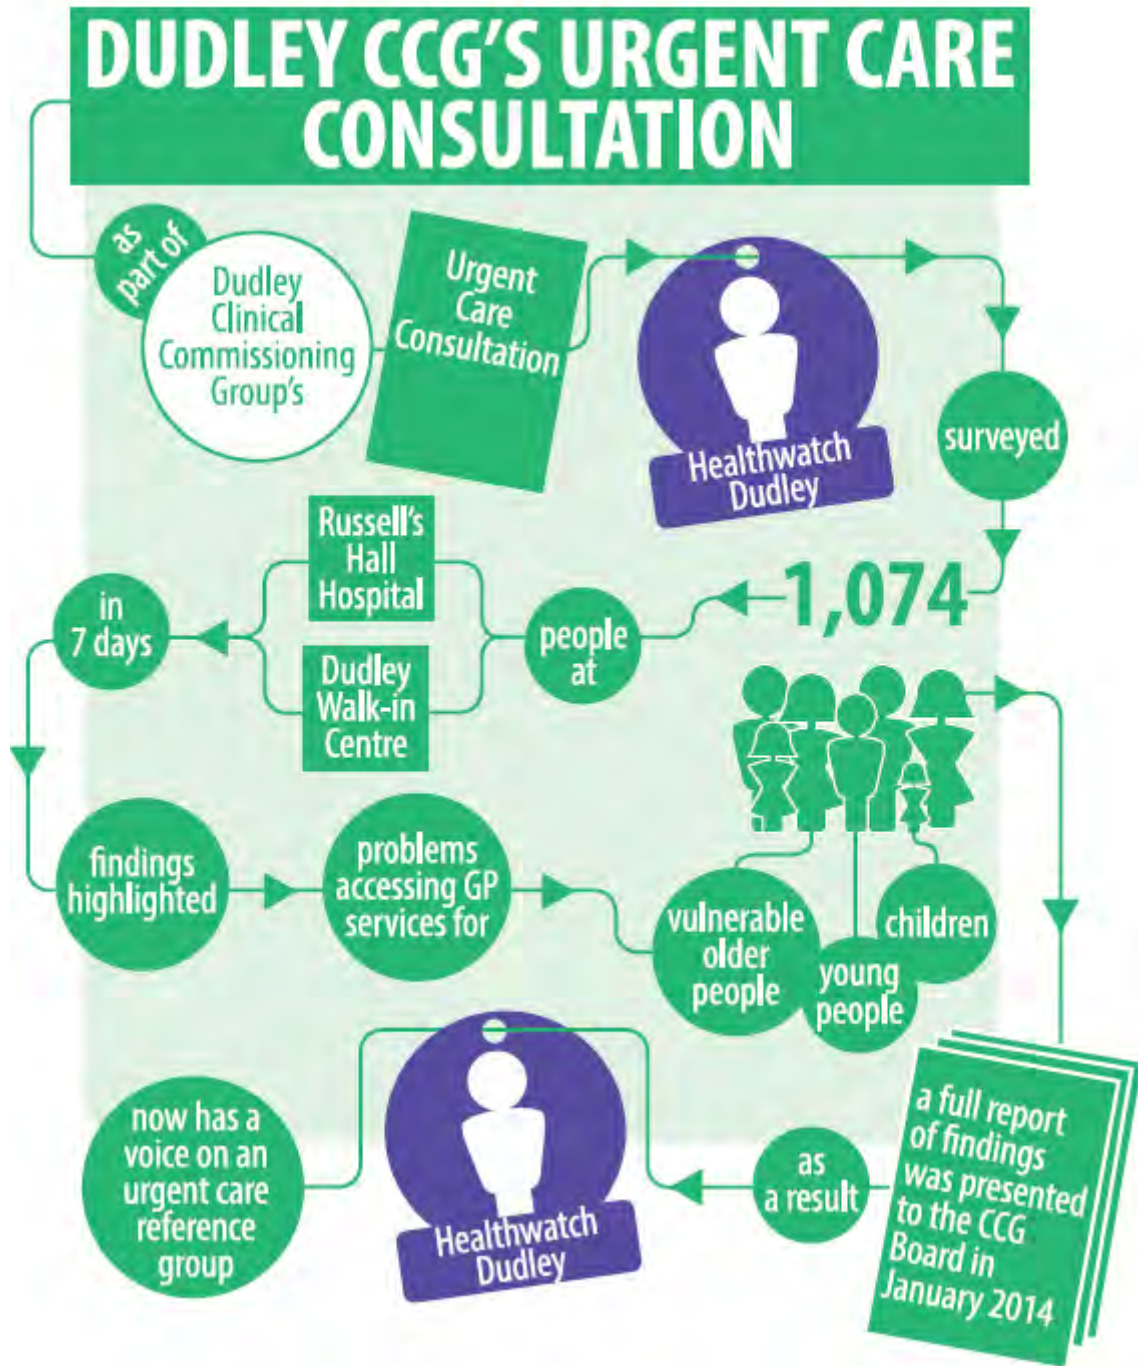 DUDLEY CCG'S URGENT CARE
CONSULTATION
as
part of
Dudley
Clinical
Commissioning
Group's
Urgent
Care
Consultation
Healthwatch
Dudley
surveyed
1,074
people
at
Russell's
Hall
Hospital
Dudley
Walk-in
Centre
in
7 days
findings
highlighted
problems
accessing GP
services for
vulnerable
older
people
young
people
children
a full report
of findings
was presented
to the CCG
Board in
January 2014
as
a result
Healthwatch
Dudley
now has a
voice on an
urgent care
reference
group